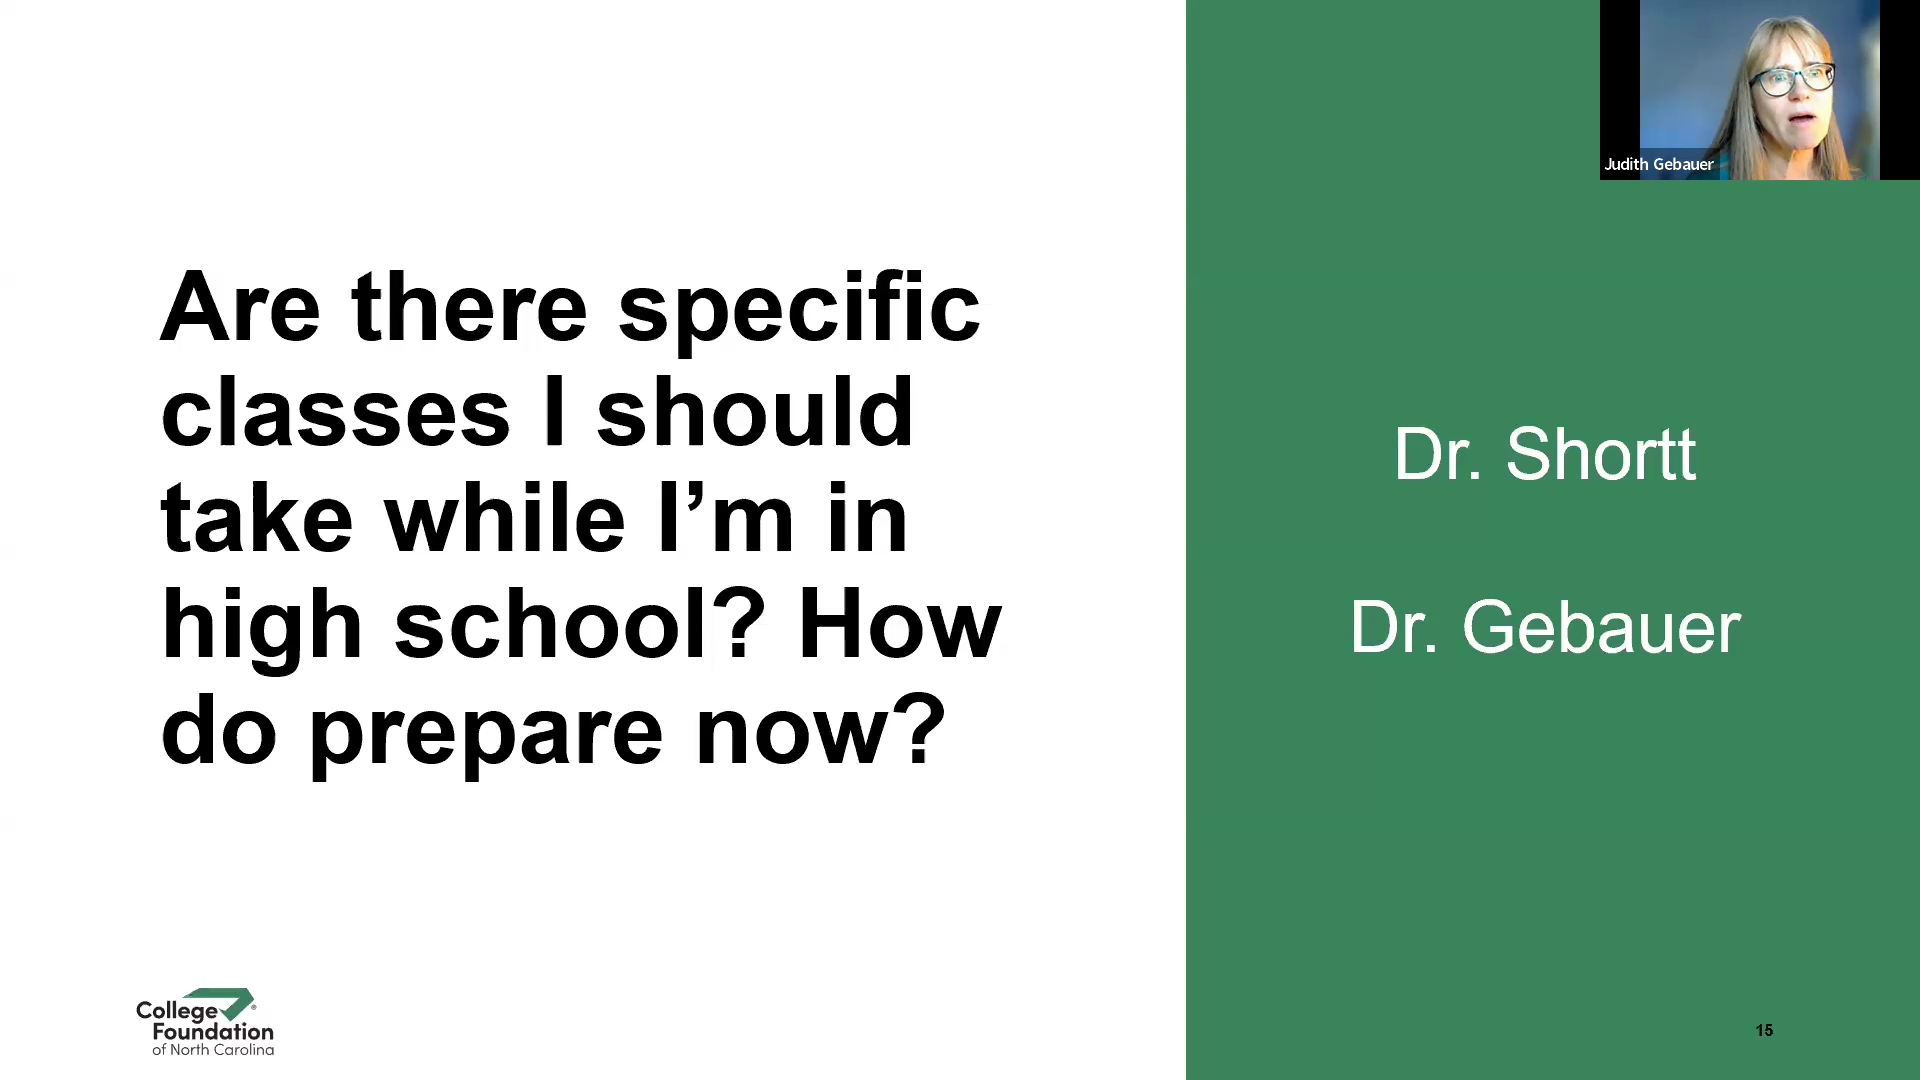 Judith Gebauer
Are there specific
classes I should
take while I’m in
high school? How
do prepare now?
Dr. Shortt
Dr. Gebauer
College
Foundation
of North Carolina
15